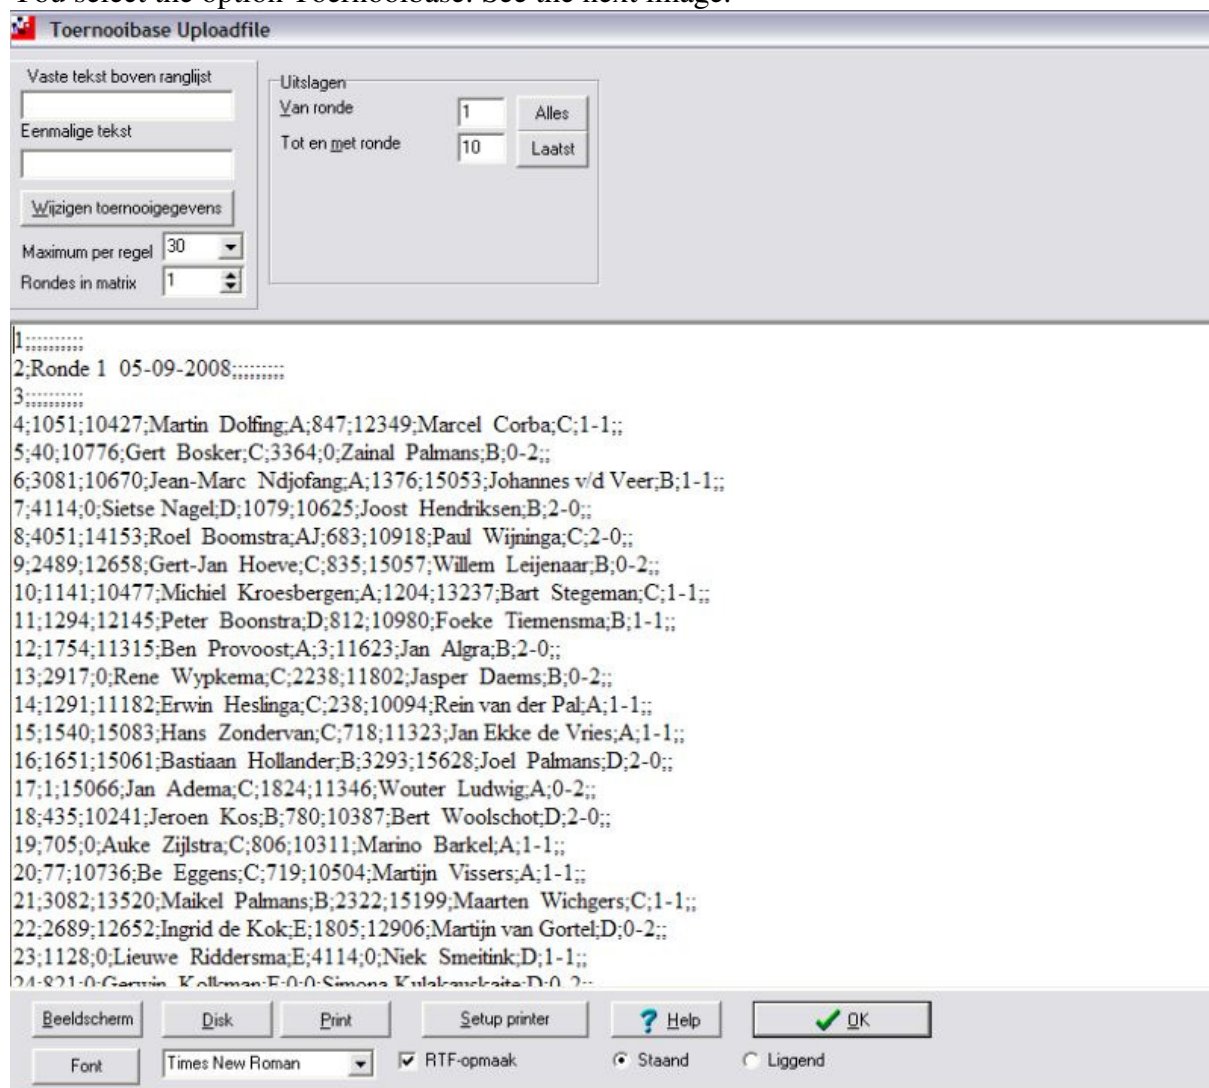 You select the option Toernooibase. See the next image.
Toernooibase Uploadfile
Vaste tekst boven ranglijst
Eenmalige tekst
Wijzigen toernooigegevens
Maximum per regel 30
Rondes in matrix 1
Uitslagen
Van ronde 1 Alles
Tot en met ronde 10 Laatst
1;;;;;;;;;;
2;Ronde 1 05-09-2008;;;;;;;;;
3;;;;;;;;;;
4;1051;10427;Martin Dolfing;A;847;12349;Marcel Corba;C;1-1;;
5;40;10776;Gert Bosker;C;3364;0;Zainal Palmans;B;0-2;;
6;3081;10670;Jean-Marc Ndjofang;A;1376;15053;Johannes v/d Veer;B;1-1;;
7;4114;0;Sietse Nagel;D;1079;10625;Joost Hendriksen;B;2-0;;
8;4051;14153;Roel Boomstra;AJ;683;10918;Paul Wijninga;C;2-0;;
9;2489;12658;Gert-Jan Hoeve;C;835;15057;Willem Leijenaar;B;0-2;;
10;1141;10477;Michiel Kroesbergen;A;1204;13237;Bart Stegeman;C;1-1;;
11;1294;12145;Peter Boonstra;D;812;10980;Foeke Tiemensma;B;1-1;;
12;1754;11315;Ben Provoost;A;3;11623;Jan Algra;B;2-0;;
13;2917;0;Rene Wypkema;C;2238;11802;Jasper Daems;B;0-2;;
14;1291;11182;Erwin Heslinga;C;238;10094;Rein van der Pal;A;1-1;;
15;1540;15083;Hans Zondervan;C;718;11323;Jan Ekke de Vries;A;1-1;;
16;1651;15061;Bastiaan Hollander;B;3293;15628;Joel Palmans;D;2-0;;
17;1;15066;Jan Adema;C;1824;11346;Wouter Ludwig;A;0-2;;
18;435;10241;Jeroen Kos;B;780;10387;Bert Woolschot;D;2-0;;
19;705;0;Auke Zijlstra;C;806;10311;Marino Barkel;A;1-1;;
20;77;10736;Be Eggens;C;719;10504;Martijn Vissers;A;1-1;;
21;3082;13520;Maikel Palmans;B;2322;15199;Maarten Wichgers;C;1-1;;
22;2689;12652;Ingrid de Kok;E;1805;12906;Martijn van Gortel;D;0-2;;
23;1128;0;Lieuwe Riddersma;E;4114;0;Niek Smeitink;D;1-1;;
24;821;0;Gerwin Kolkman;E;0;0;Simona Kulakauskaite;D;0-2;;
Beeldscherm Disk Print Setup printer Help OK
Font Times New Roman RTF-opmaak Staand Liggend